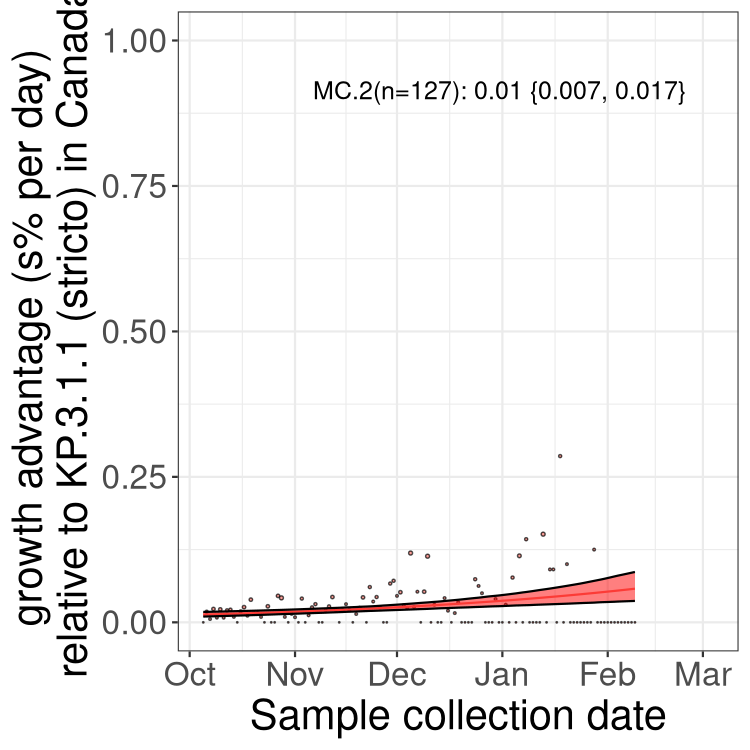 growth advantage (s% per day)
relative to KP.3.1.1 (stricto) in Canada
1.00
0.75
0.50
0.25
0.00
MC.2(n=127): 0.01 {0.007, 0.017}
Oct Nov Dec Jan Feb Mar
Sample collection date